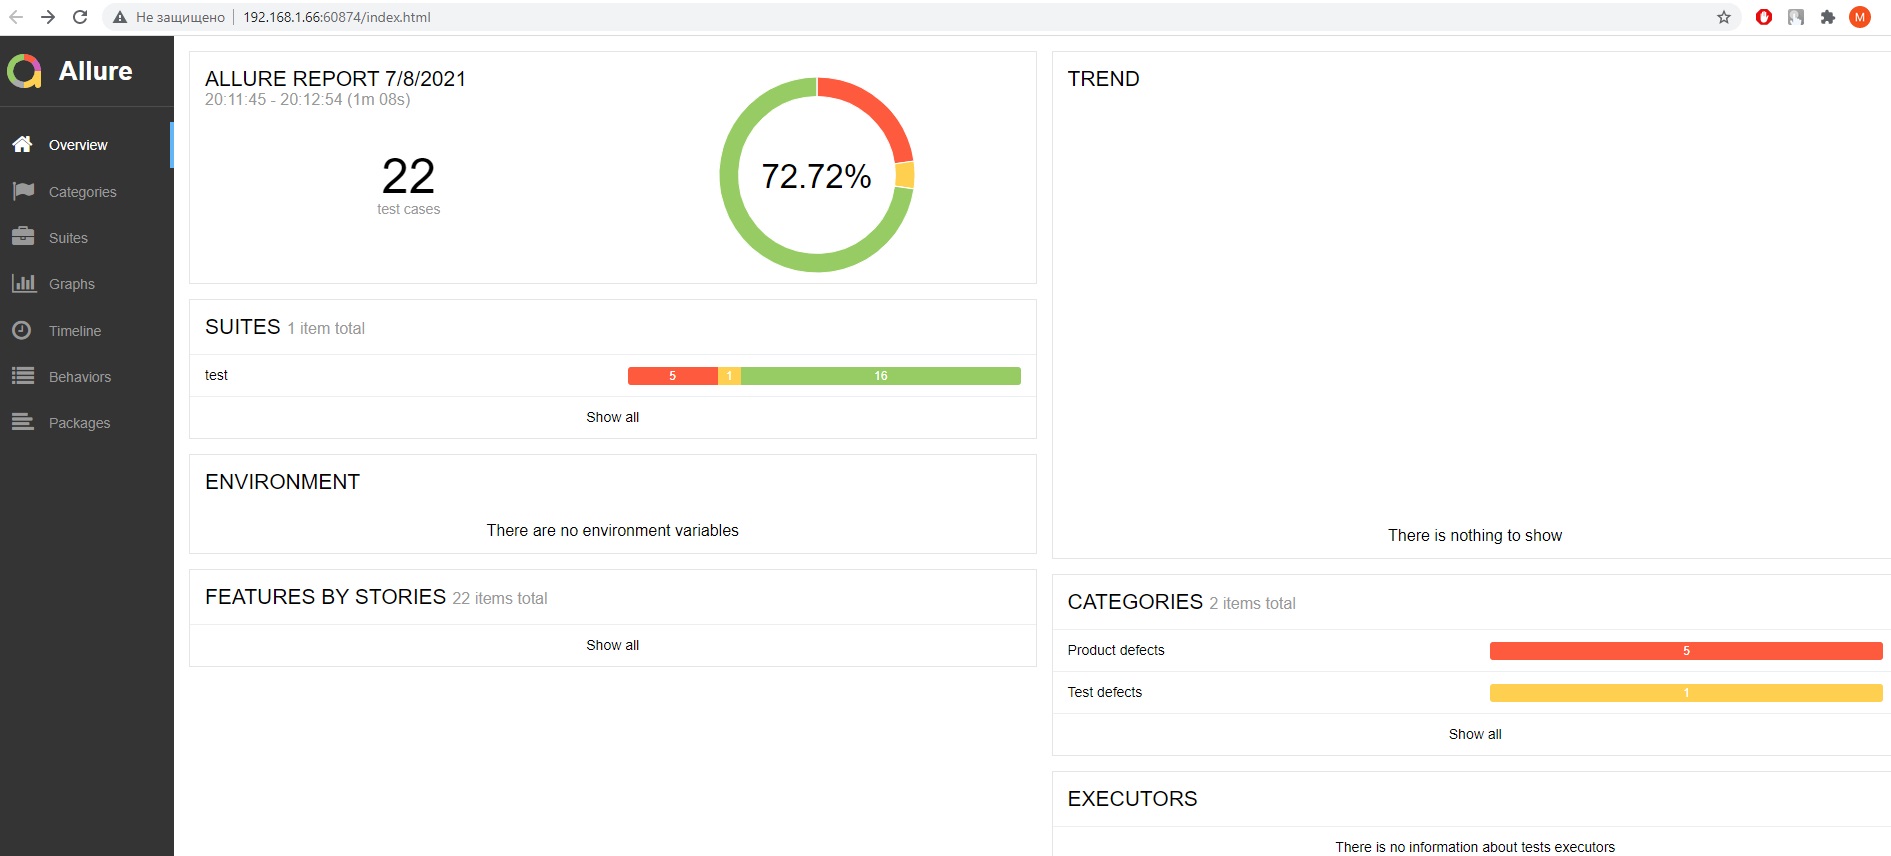 Не защищено
192.168.1.66:60874/index.html
M
Allure
Overview
Categories
Suites
Graphs
Timeline
Behaviors
Packages
ALLURE REPORT 7/8/2021
20:11:45 - 20:12:54 (1m 08s)
22
test cases
72.72%
SUITES 1 item total
test 5 1 16
Show all
ENVIRONMENT
There are no environment variables
FEATURES BY STORIES 22 items total
Show all
TREND
There is nothing to show
CATEGORIES 2 items total
Product defects 5
Test defects 1
Show all
EXECUTORS
There is no information about tests executors